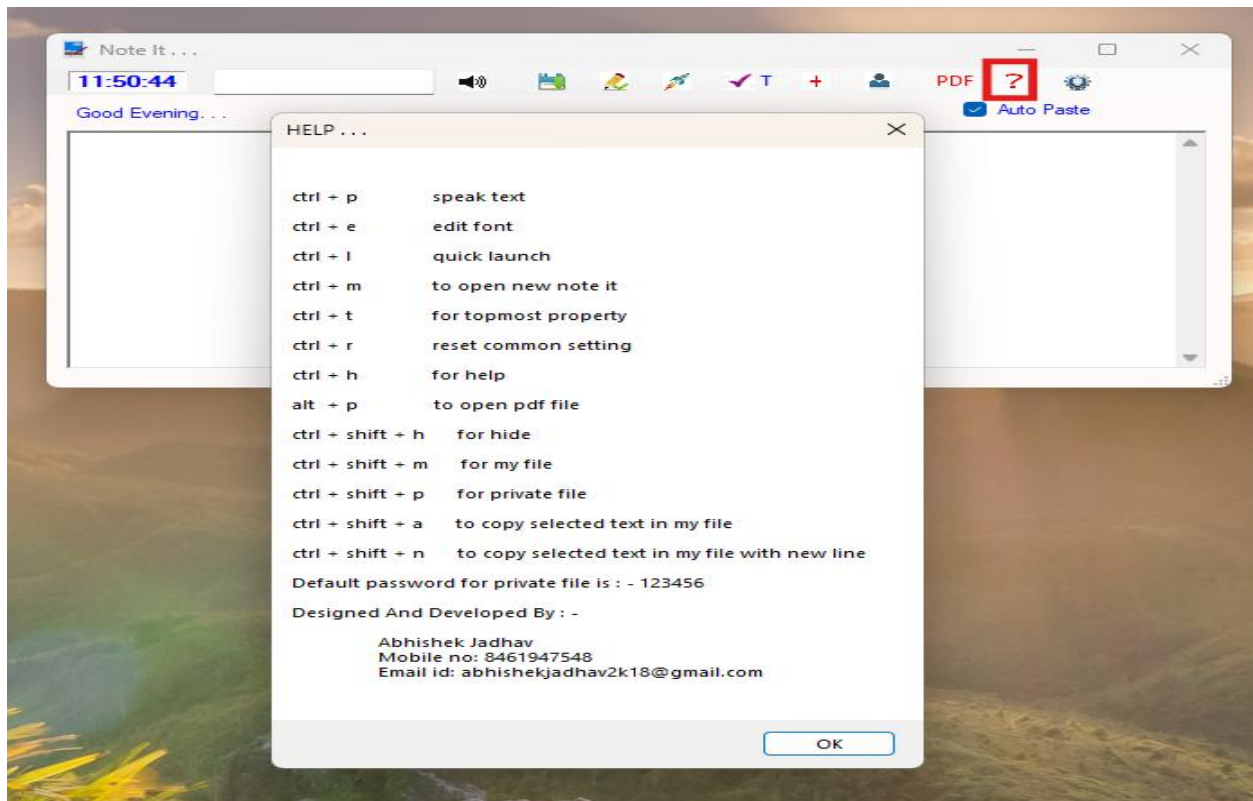 Note It . . .
11:50:44
T + PDF ?
Good Evening. . .
Auto Paste
HELP . . .
ctrl + p speak text
ctrl + e edit font
ctrl + l quick launch
ctrl + m to open new note it
ctrl + t for topmost property
ctrl + r reset common setting
ctrl + h for help
alt + p to open pdf file
ctrl + shift + h for hide
ctrl + shift + m for my file
ctrl + shift + p for private file
ctrl + shift + a to copy selected text in my file
ctrl + shift + n to copy selected text in my file with new line
Default password for private file is : - 123456
Designed And Developed By : -
Abhishek Jadhav
Mobile no: 8461947548
Email id: abhishekjadhav2k18@gmail.com
OK